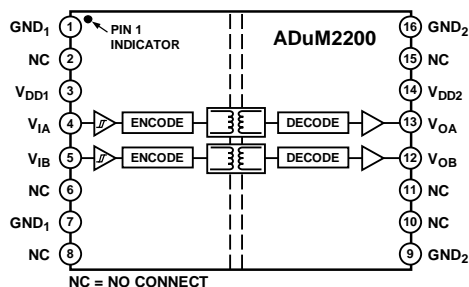 GND1 1 PIN 1 INDICATOR ADuM2200 16 GND2
NC 2 15 NC
VDD1 3 14 VDD2
VIA 4 ENCODE DECODE 13 VOA
VIB 5 ENCODE DECODE 12 VOB
NC 6 11 NC
GND1 7 10 NC
NC 8 9 GND2
NC = NO CONNECT